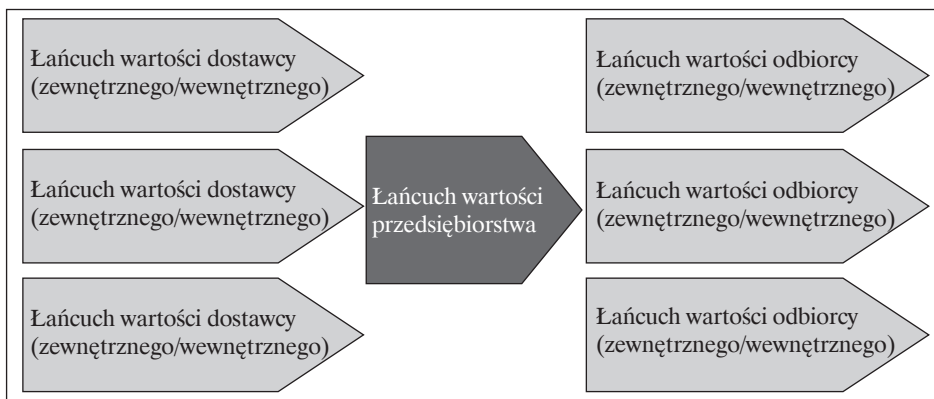 Łańcuch wartości dostawcy
(zewnętrznego/wewnętrznego)
Łańcuch wartości dostawcy
(zewnętrznego/wewnętrznego)
Łańcuch wartości dostawcy
(zewnętrznego/wewnętrznego)
Łańcuch wartości
przedsiębiorstwa
Łańcuch wartości odbiorcy
(zewnętrznego/wewnętrznego)
Łańcuch wartości odbiorcy
(zewnętrznego/wewnętrznego)
Łańcuch wartości odbiorcy
(zewnętrznego/wewnętrznego)